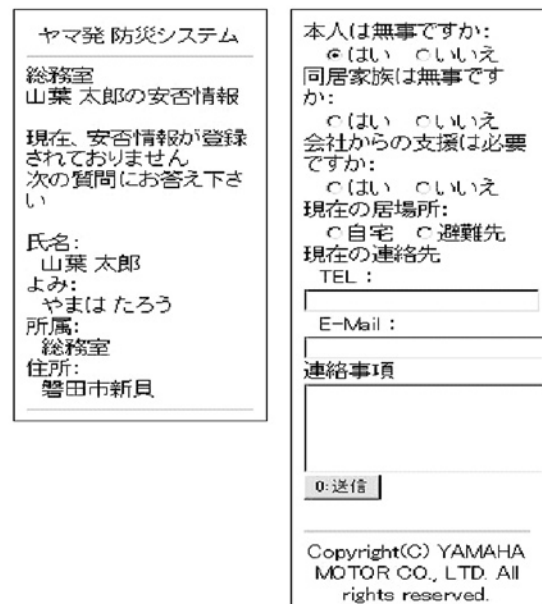 ヤマ発 防災システム
総務室
山葉 太郎の安否情報
現在、安否情報が登録
されておりません
次の質問にお答え下さ
い
氏名:
山葉 太郎
よみ:
やまは たろう
所属:
総務室
住所:
磐田市新貝
本人は無事ですか:
はい いいえ
同居家族は無事です
か:
はい いいえ
会社からの支援は必要
ですか:
はい いいえ
現在の居場所:
自宅 避難先
現在の連絡先
TEL :
E-Mail :
連絡事項
0:送信
Copyright(C) YAMAHA
MOTOR CO., LTD. All
rights reserved.